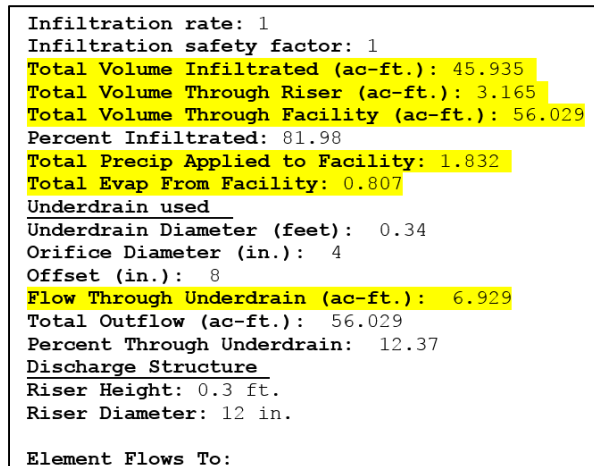 Infiltration rate: 1
Infiltration safety factor: 1
Total Volume Infiltrated (ac-ft.): 45.935
Total Volume Through Riser (ac-ft.): 3.165
Total Volume Through Facility (ac-ft.): 56.029
Percent Infiltrated: 81.98
Total Precip Applied to Facility: 1.832
Total Evap From Facility: 0.807
Underdrain used
Underdrain Diameter (feet): 0.34
Orifice Diameter (in.): 4
Offset (in.): 8
Flow Through Underdrain (ac-ft.): 6.929
Total Outflow (ac-ft.): 56.029
Percent Through Underdrain: 12.37
Discharge Structure
Riser Height: 0.3 ft.
Riser Diameter: 12 in.
Element Flows To: